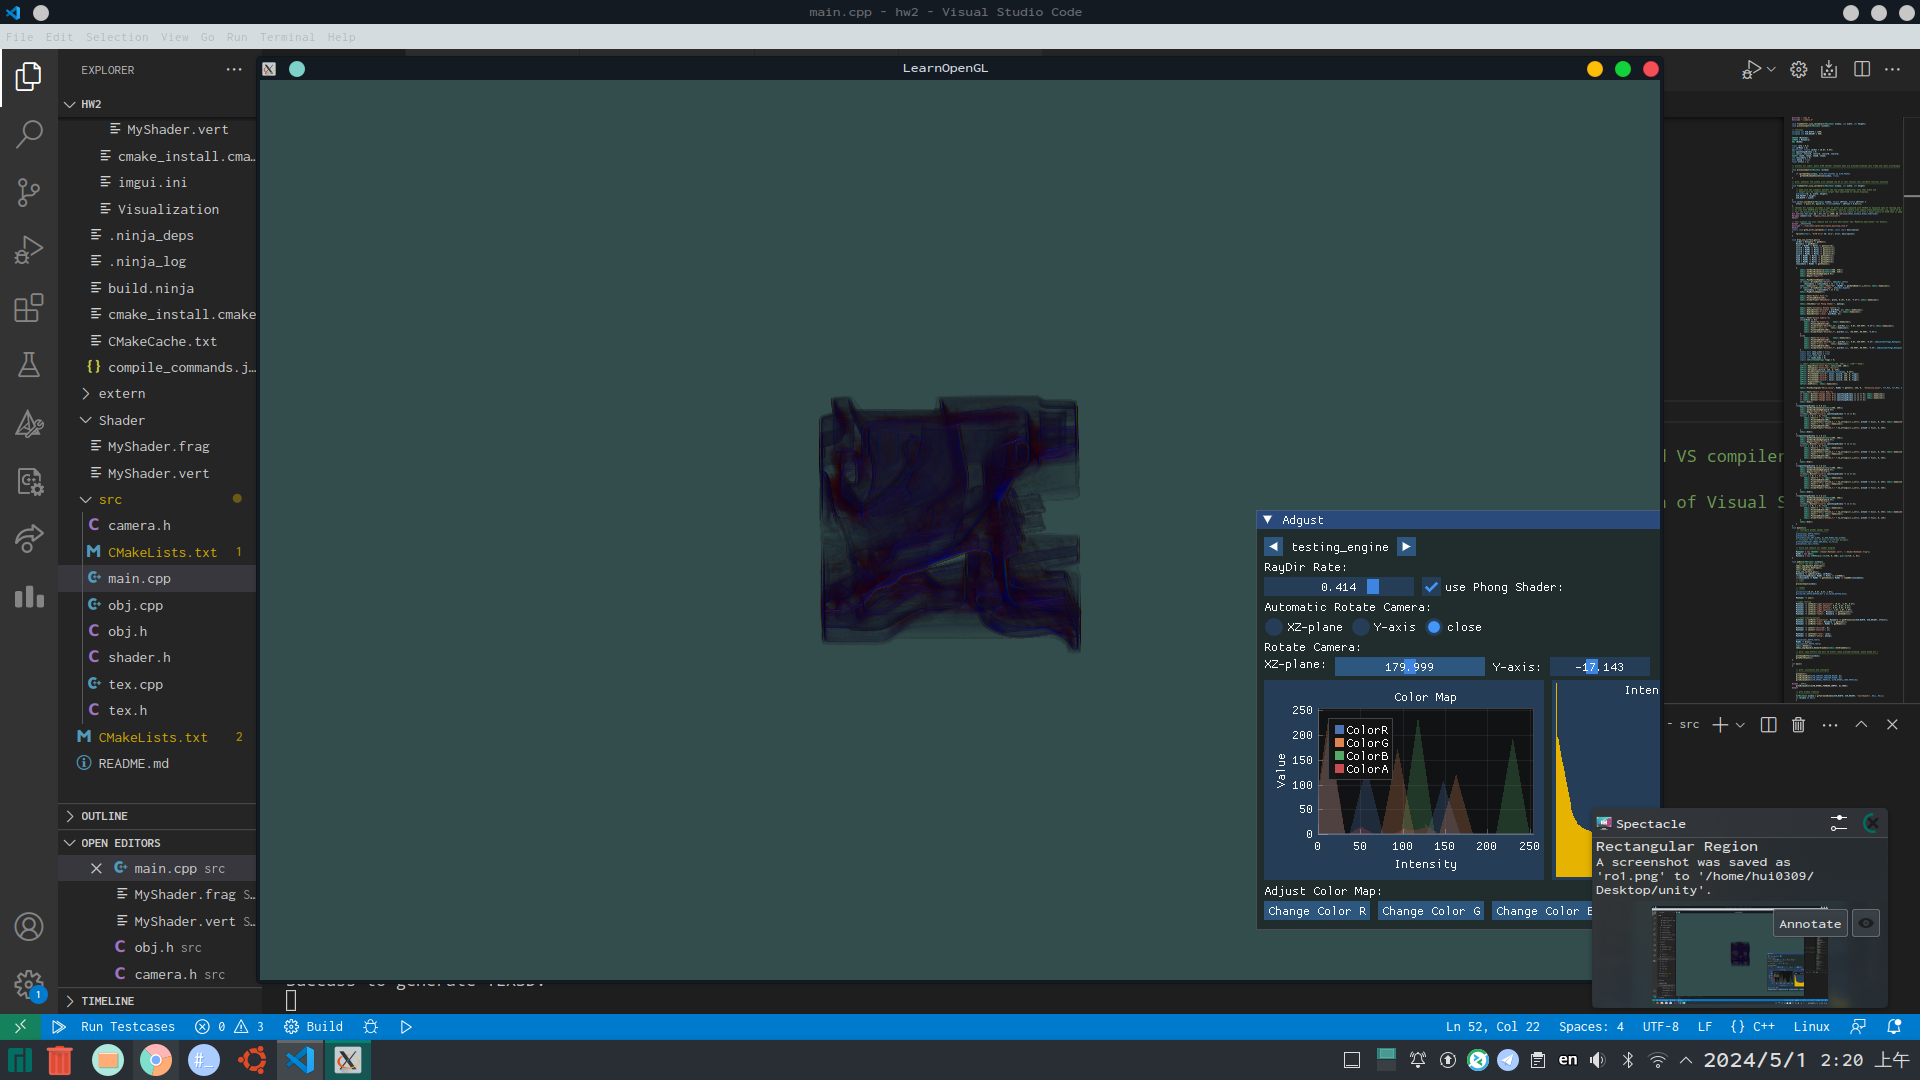 main.cpp - hw2 - Visual Studio Code
File Edit Selection View Go Run Terminal Help
EXPLORER
HW2
MyShader.vert
cmake_install.cma…
imgui.ini
Visualization
.ninja_deps
.ninja_log
build.ninja
cmake_install.cmake
CMakeCache.txt
compile_commands.j…
extern
Shader
MyShader.frag
MyShader.vert
src
camera.h
CMakeLists.txt 1
main.cpp
obj.cpp
obj.h
shader.h
tex.cpp
tex.h
CMakeLists.txt 2
README.md
OUTLINE
OPEN EDITORS
main.cpp src
MyShader.frag S…
MyShader.vert S…
obj.h src
camera.h src
TIMELINE
LearnOpenGL
VS compiler
n of Visual S
Adgust
testing_engine
RayDir Rate:
0.414 use Phong Shader:
Automatic Rotate Camera:
XZ-plane Y-axis close
Rotate Camera:
XZ-plane: 179.999 Y-axis: -17.143
Color Map
Inten
250
200
150
100
50
0
Value
ColorR
ColorG
ColorB
ColorA
0 50 100 150 200 250
Intensity
Adjust Color Map:
Change Color R Change Color G Change Color
- src
Spectacle
Rectangular Region
A screenshot was saved as
'ro1.png' to '/home/hui0309/
Desktop/unity'.
Annotate
1
Run Testcases 0 3 Build
Ln 52, Col 22 Spaces: 4 UTF-8 LF {} C++ Linux
en 2024/5/1 2:20 上午